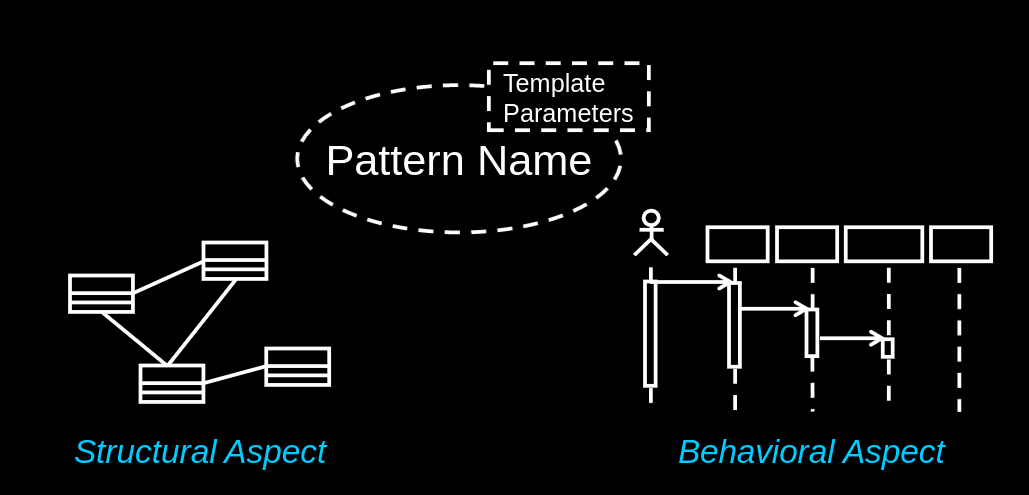 Template
Parameters
Pattern Name
Structural Aspect
Behavioral Aspect